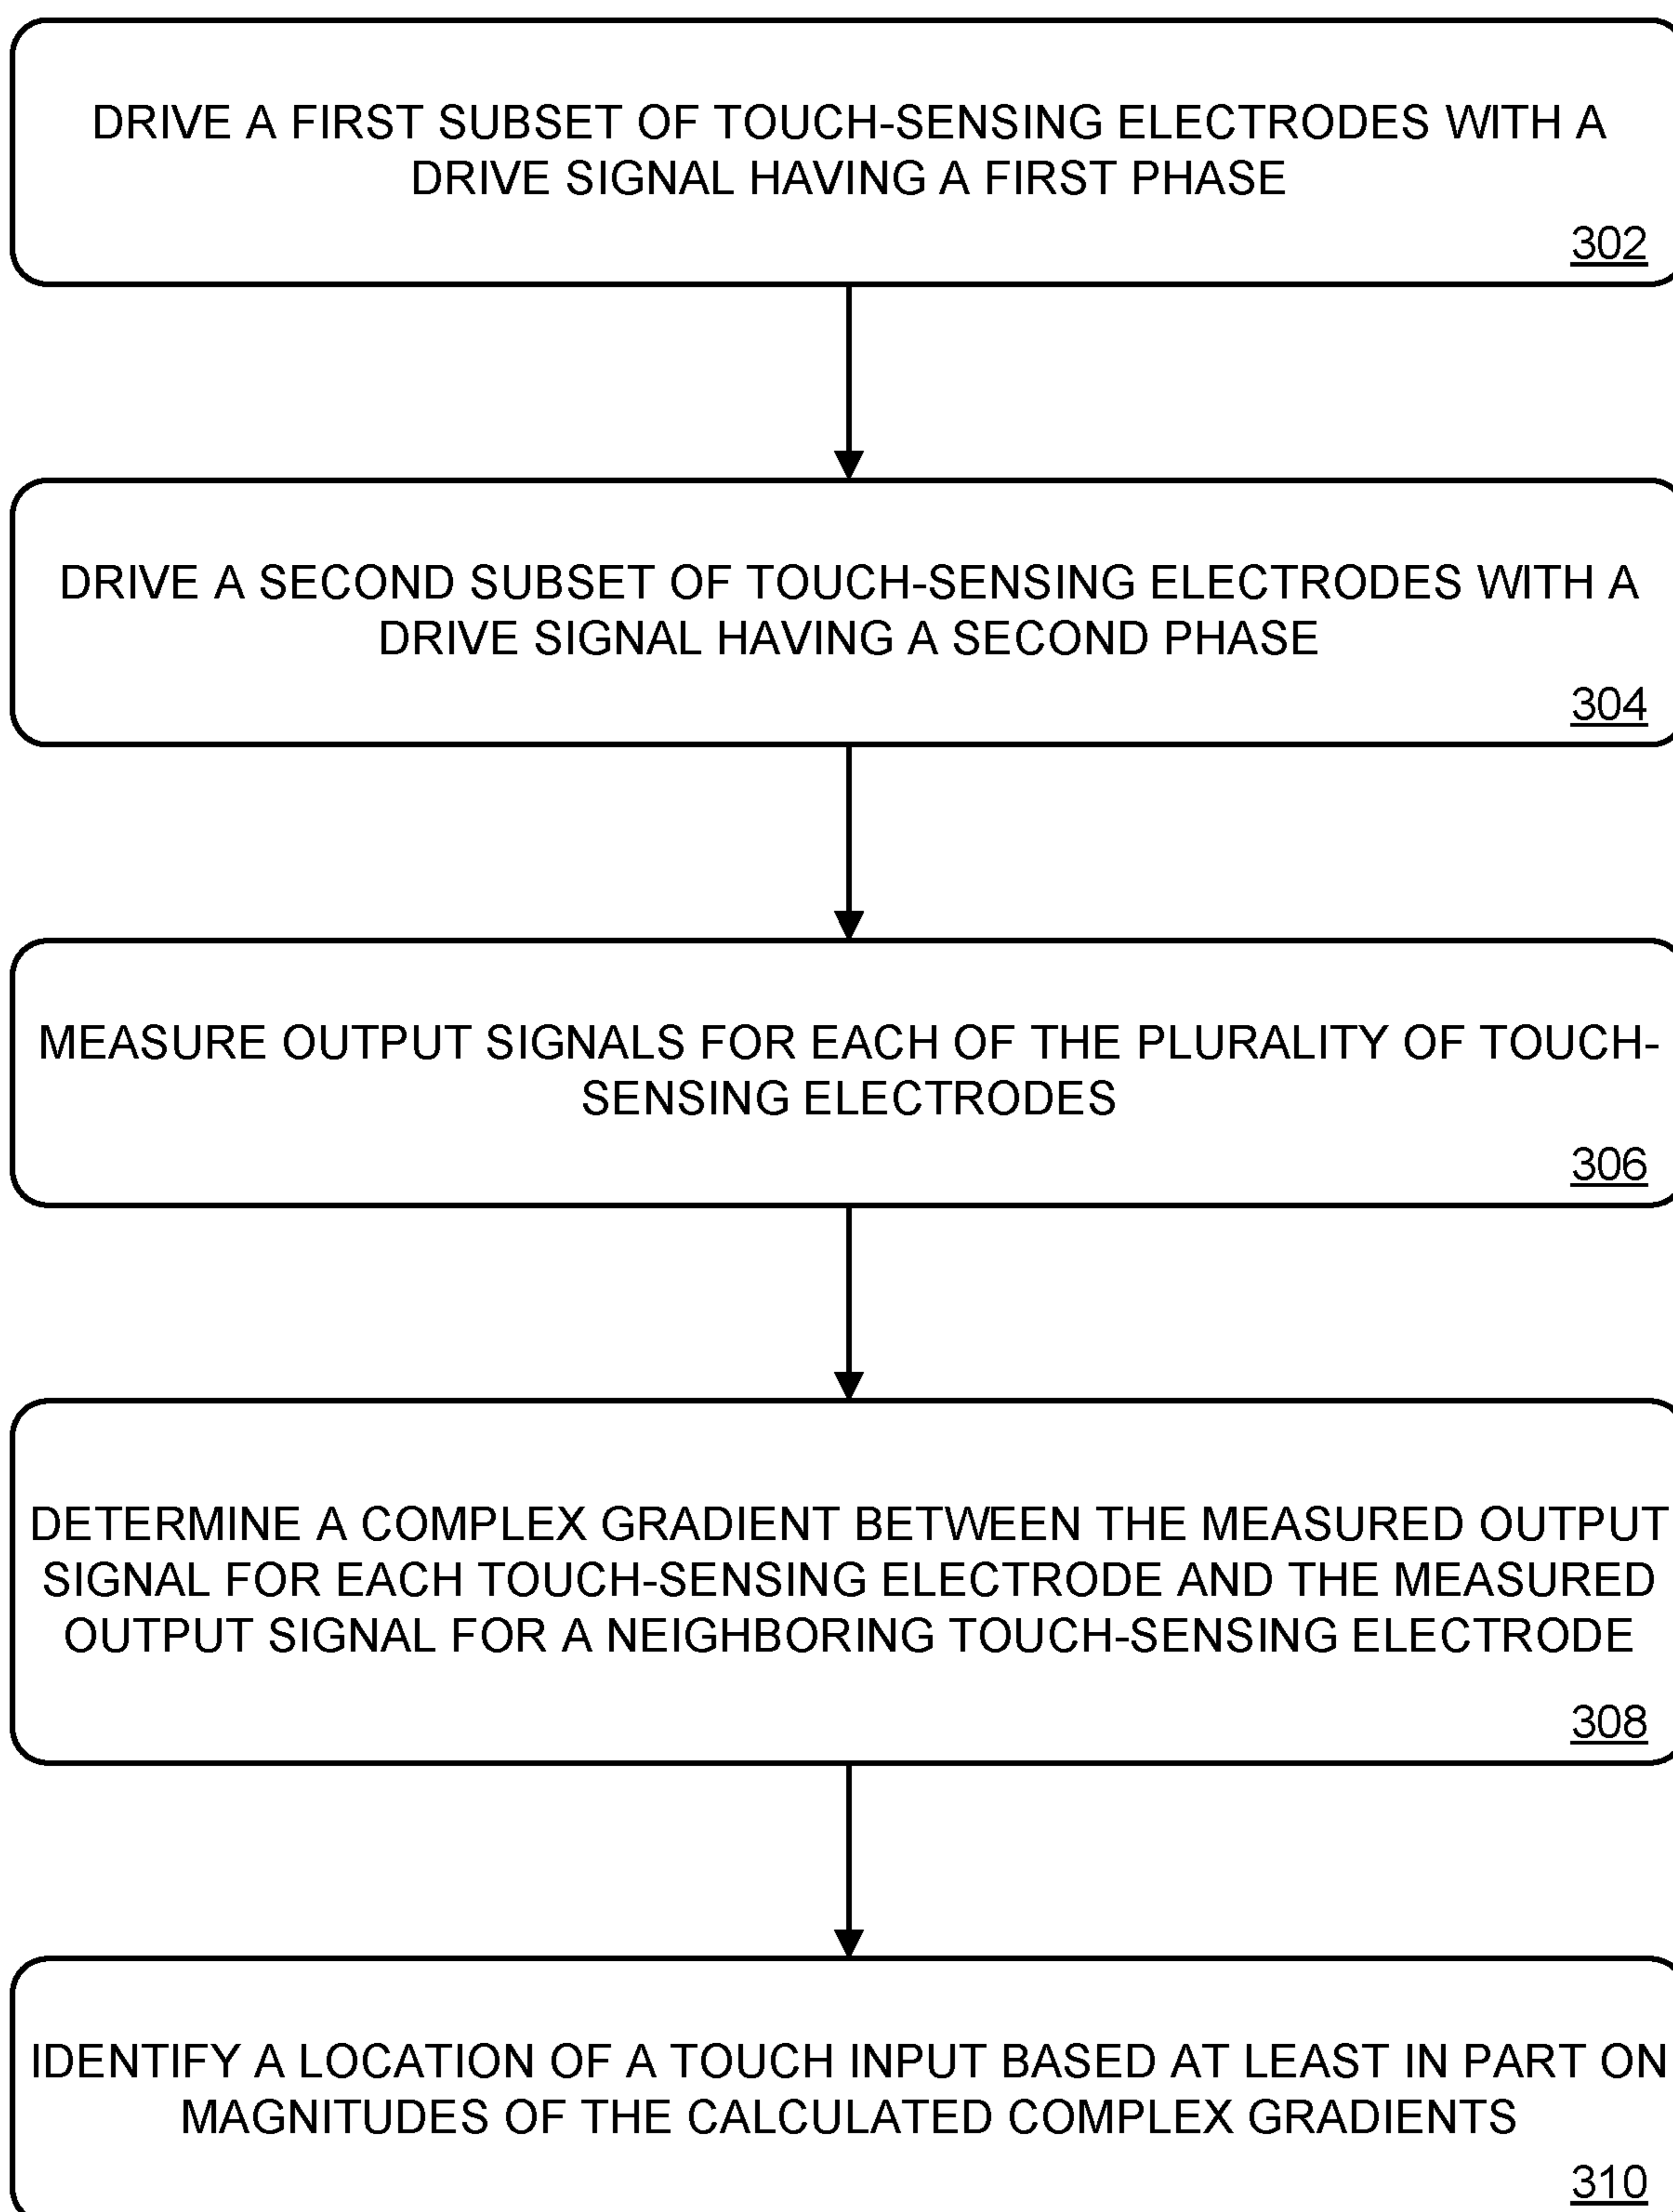 DRIVE A FIRST SUBSET OF TOUCH-SENSING ELECTRODES WITH A
DRIVE SIGNAL HAVING A FIRST PHASE
302
DRIVE A SECOND SUBSET OF TOUCH-SENSING ELECTRODES WITH A
DRIVE SIGNAL HAVING A SECOND PHASE
304
MEASURE OUTPUT SIGNALS FOR EACH OF THE PLURALITY OF TOUCH-
SENSING ELECTRODES
306
DETERMINE A COMPLEX GRADIENT BETWEEN THE MEASURED OUTPUT
SIGNAL FOR EACH TOUCH-SENSING ELECTRODE AND THE MEASURED
OUTPUT SIGNAL FOR A NEIGHBORING TOUCH-SENSING ELECTRODE
308
IDENTIFY A LOCATION OF A TOUCH INPUT BASED AT LEAST IN PART ON
MAGNITUDES OF THE CALCULATED COMPLEX GRADIENTS
310